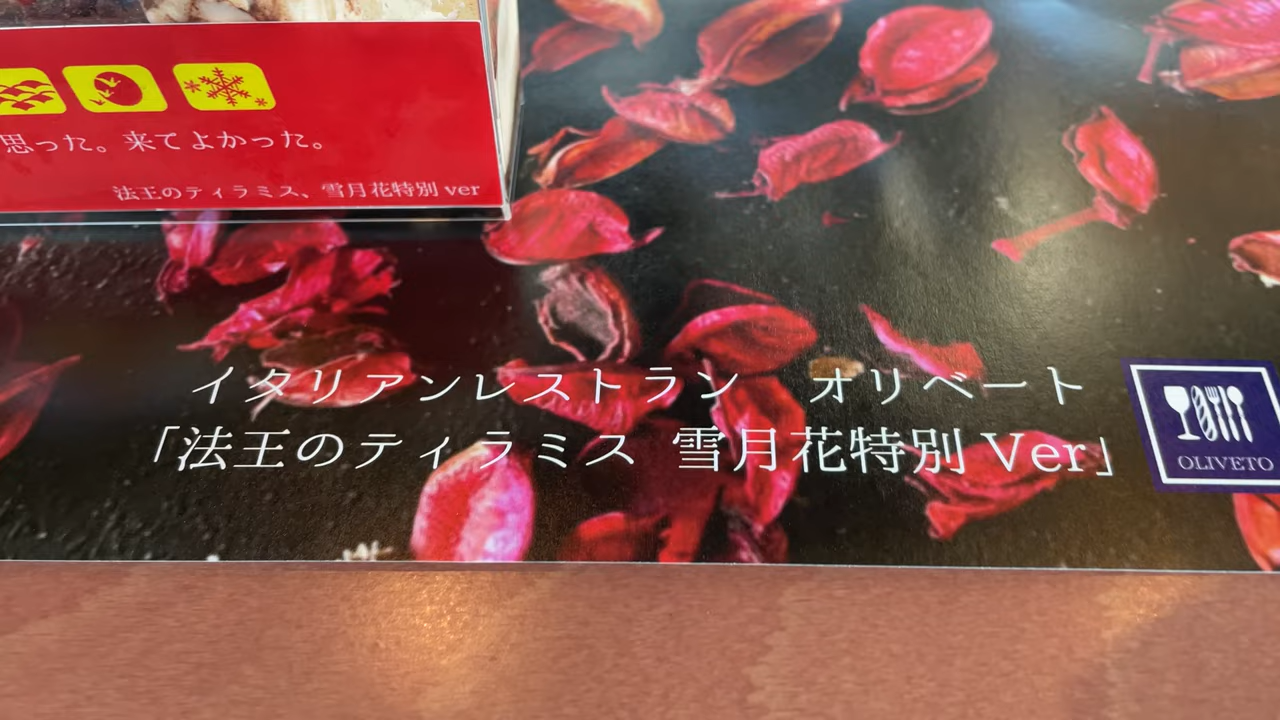 思った。来てよかった。
法王のティラミス、雪月花特別 ver
イタリアンレストラン　オリベート
「法王のティラミス 雪月花特別 Ver」
OLIVETO